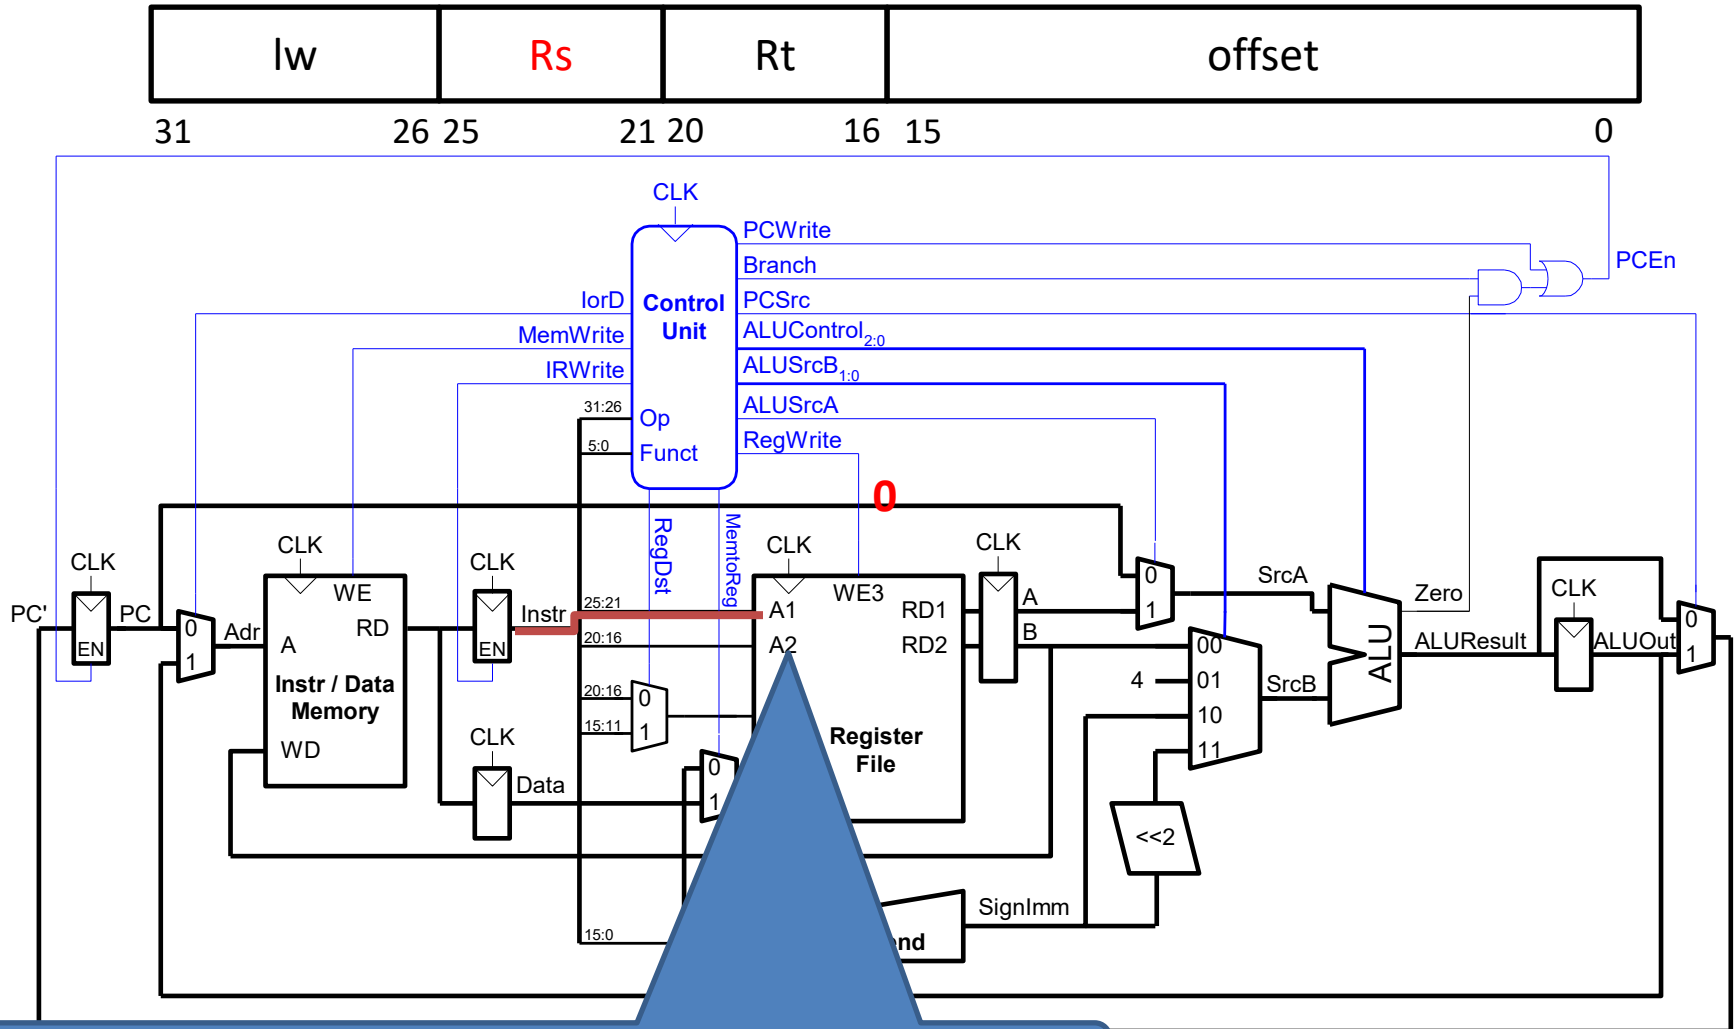 lw Rs Rt offset
31 26 25 21 20 16 15 0
CLK
PCWrite
Branch
PCEn
IorD
Control
Unit
PCSrc
MemWrite
ALUControl2:0
IRWrite
ALUSrcB1:0
31:26
Op
ALUSrcA
5:0
Funct
RegWrite
0
RegDst
MemtoReg
CLK
CLK
CLK
CLK
CLK
CLK
PC'
EN
PC
0
1
Adr
WE
A
RD
Instr / Data
Memory
WD
EN
Instr
25:21
20:16
20:16
15:11
0
1
CLK
Data
0
1
A1
A2
WE3
RD1
RD2
Register
File
A
B
0
1
SrcA
00
4
01
10
11
SrcB
ALU
Zero
ALUResult
ALUOut
0
1
<<2
15:0
SignImm
nd